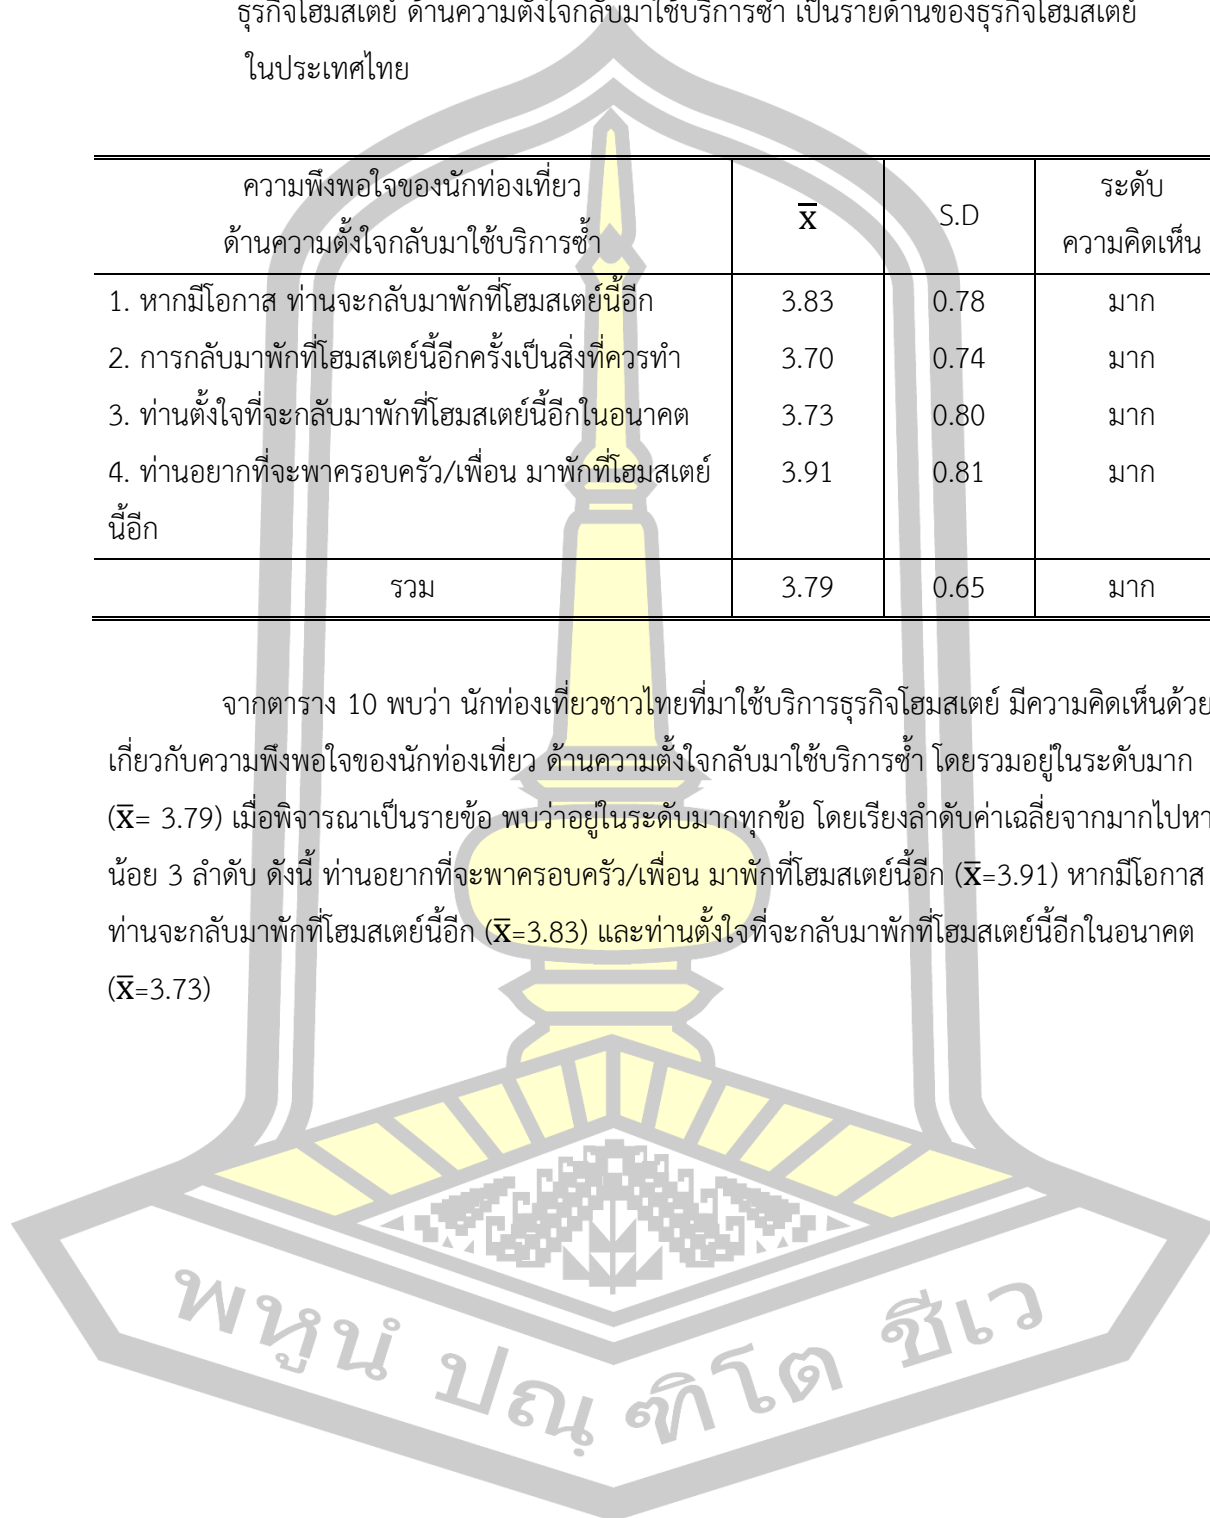 ธุรกิจโฮมสเตย์ ด้านความตั้งใจกลับมาใช้บริการซ้ำ เป็นรายด้านของธุรกิจโฮมสเตย์
ในประเทศไทย
ความพึงพอใจของนักท่องเที่ยว
ด้านความตั้งใจกลับมาใช้บริการซ้ำ
x̅
S.D
ระดับ
ความคิดเห็น
1. หากมีโอกาส ท่านจะกลับมาพักที่โฮมสเตย์นี้อีก 3.83 0.78 มาก
2. การกลับมาพักที่โฮมสเตย์นี้อีกครั้งเป็นสิ่งที่ควรทำ 3.70 0.74 มาก
3. ท่านตั้งใจที่จะกลับมาพักที่โฮมสเตย์นี้อีกในอนาคต 3.73 0.80 มาก
4. ท่านอยากที่จะพาครอบครัว/เพื่อน มาพักที่โฮมสเตย์ 3.91 0.81 มาก
นี้อีก
รวม 3.79 0.65 มาก
จากตาราง 10 พบว่า นักท่องเที่ยวชาวไทยที่มาใช้บริการธุรกิจโฮมสเตย์ มีความคิดเห็นด้วย
เกี่ยวกับความพึงพอใจของนักท่องเที่ยว ด้านความตั้งใจกลับมาใช้บริการซ้ำ โดยรวมอยู่ในระดับมาก
(x̅= 3.79) เมื่อพิจารณาเป็นรายข้อ พบว่าอยู่ในระดับมากทุกข้อ โดยเรียงลำดับค่าเฉลี่ยจากมากไปหา
น้อย 3 ลำดับ ดังนี้ ท่านอยากที่จะพาครอบครัว/เพื่อน มาพักที่โฮมสเตย์นี้อีก (x̅=3.91) หากมีโอกาส
ท่านจะกลับมาพักที่โฮมสเตย์นี้อีก (x̅=3.83) และท่านตั้งใจที่จะกลับมาพักที่โฮมสเตย์นี้อีกในอนาคต
(x̅=3.73)
พหูนํ ปณฺฑิโต ชีเว